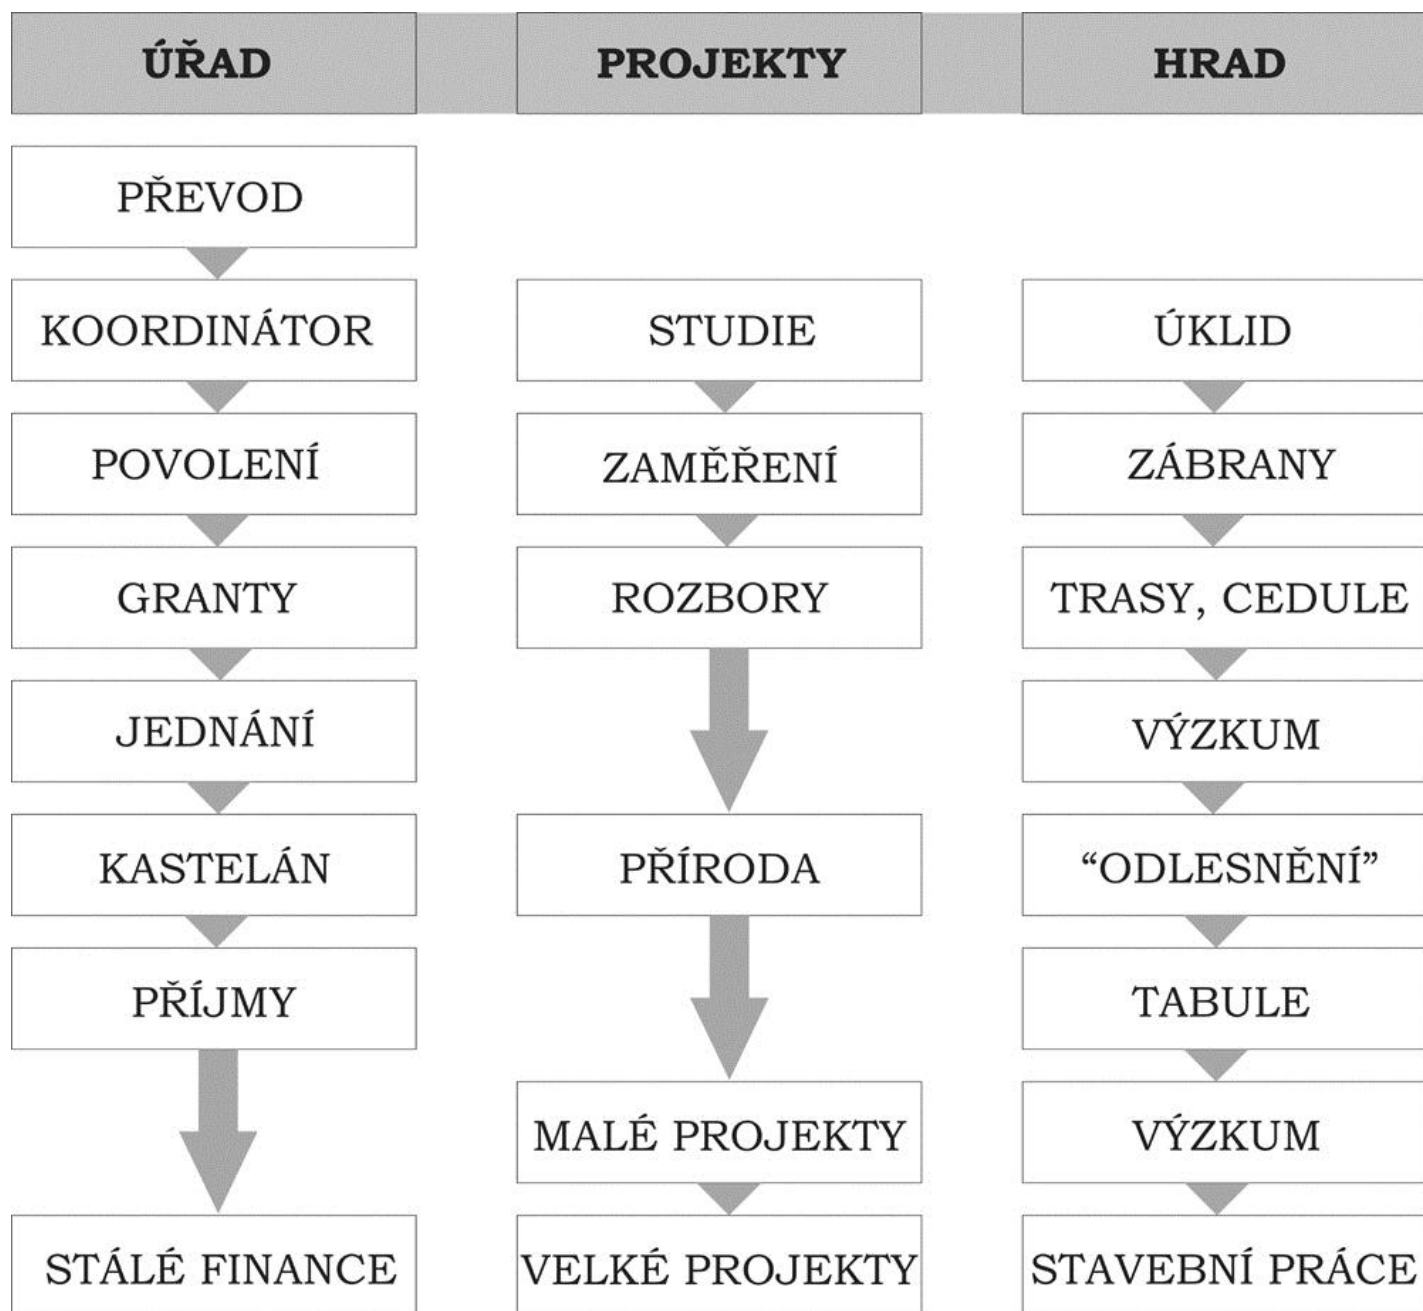 ÚŘAD
PROJEKTY
HRAD
PŘEVOD
KOORDINÁTOR
STUDIE
ÚKLID
POVOLENÍ
ZAMĚŘENÍ
ZÁBRANY
GRANTY
ROZBORY
TRASY, CEDULE
JEDNÁNÍ
VÝZKUM
KASTELÁN
PŘÍRODA
“ODLESNĚNÍ”
PŘÍJMY
TABULE
MALÉ PROJEKTY
VÝZKUM
STÁLÉ FINANCE
VELKÉ PROJEKTY
STAVEBNÍ PRÁCE